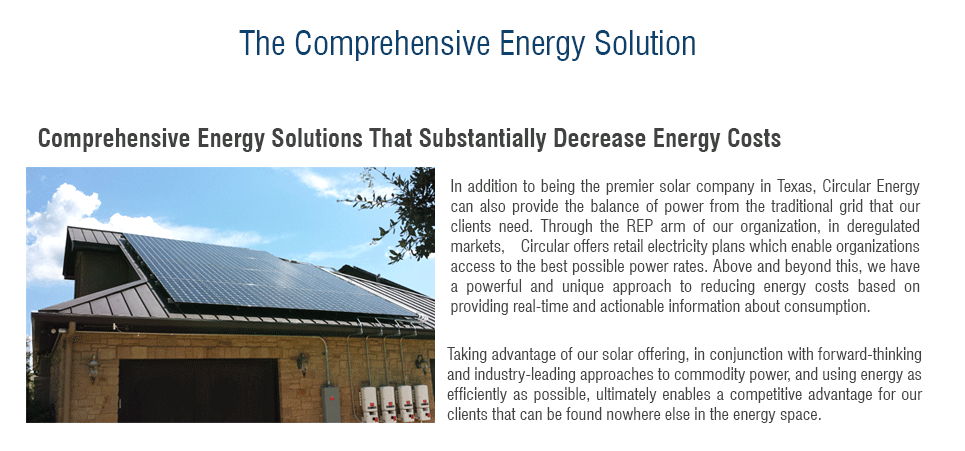 The Comprehensive Energy Solution
Comprehensive Energy Solutions That Substantially Decrease Energy Costs
In addition to being the premier solar company in Texas, Circular Energy
can also provide the balance of power from the traditional grid that our
clients need. Through the REP arm of our organization, in deregulated
markets, Circular offers retail electricity plans which enable organizations
access to the best possible power rates. Above and beyond this, we have
a powerful and unique approach to reducing energy costs based on
providing real-time and actionable information about consumption.
Taking advantage of our solar offering, in conjunction with forward-thinking
and industry-leading approaches to commodity power, and using energy as
efficiently as possible, ultimately enables a competitive advantage for our
clients that can be found nowhere else in the energy space.